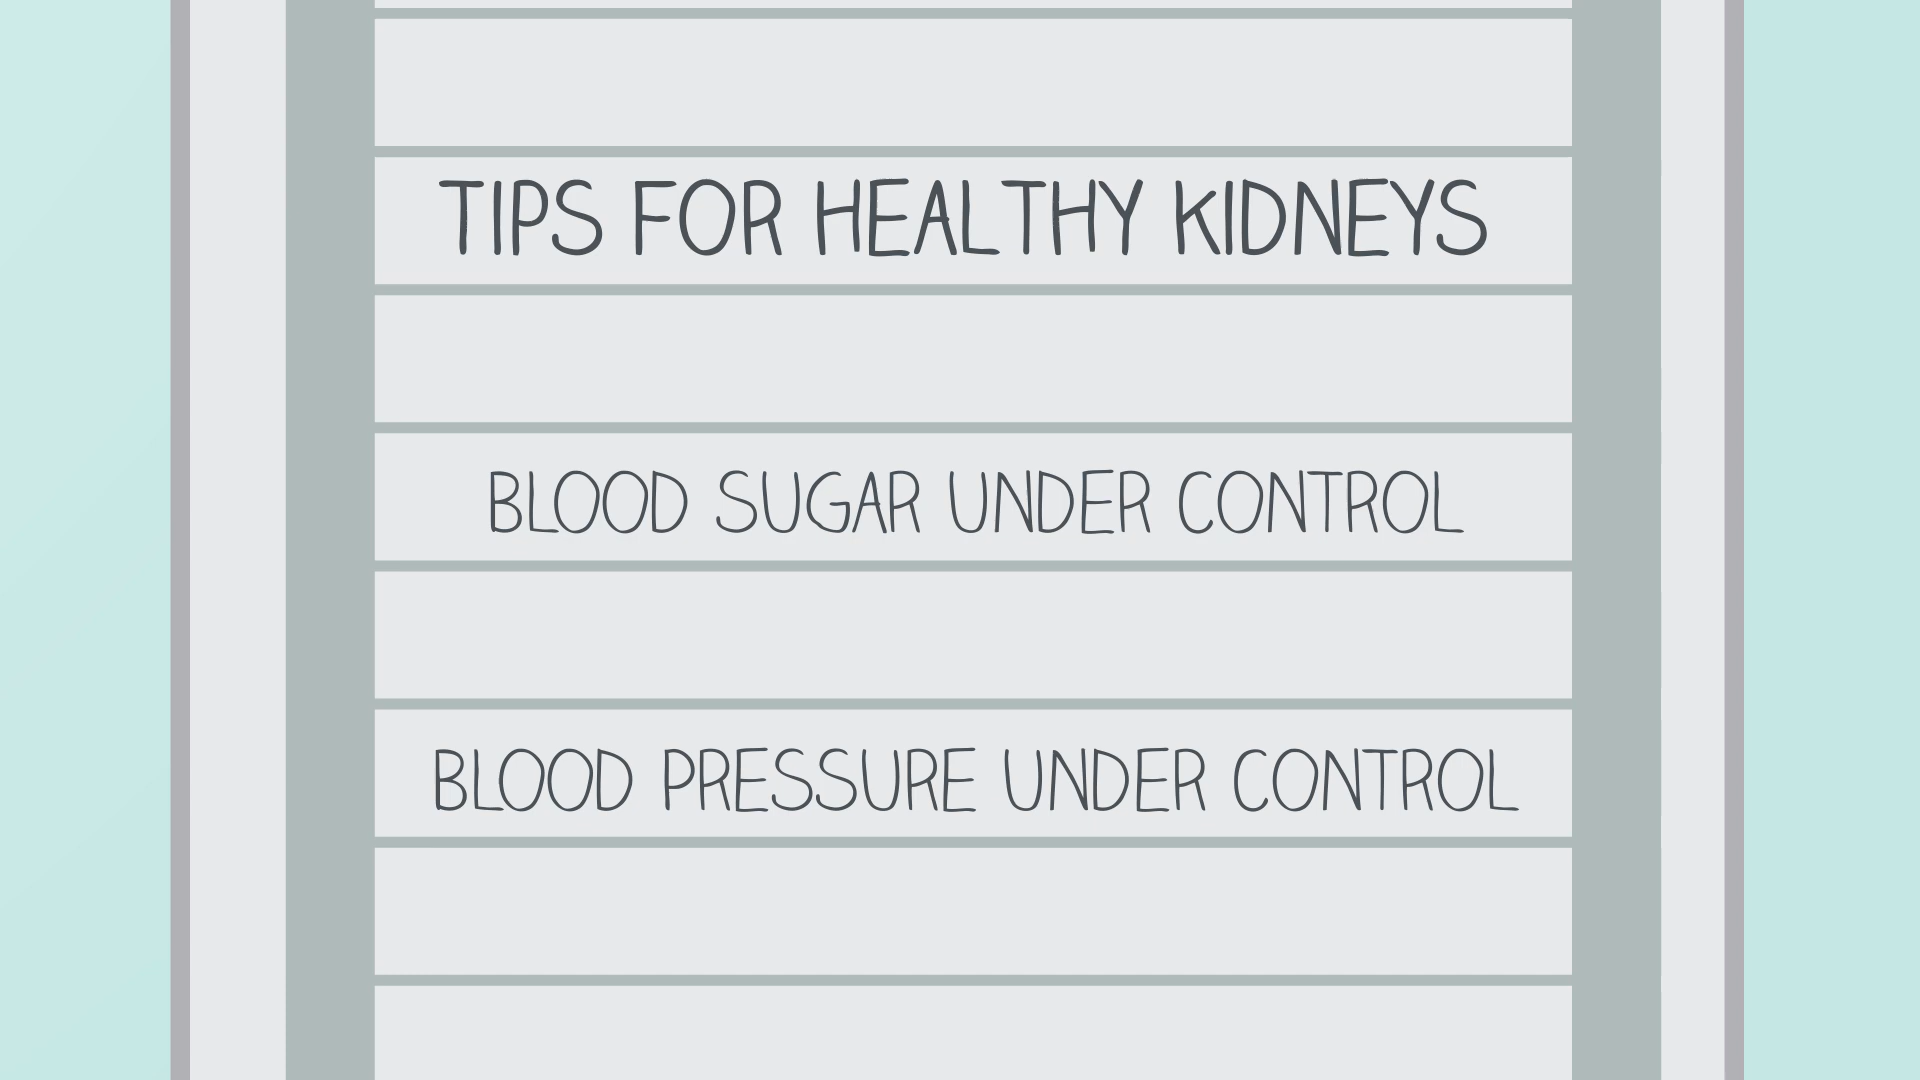 TIPS FOR HEALTHY KIDNEYS
BLOOD SUGAR UNDER CONTROL
BLOOD PRESSURE UNDER CONTROL